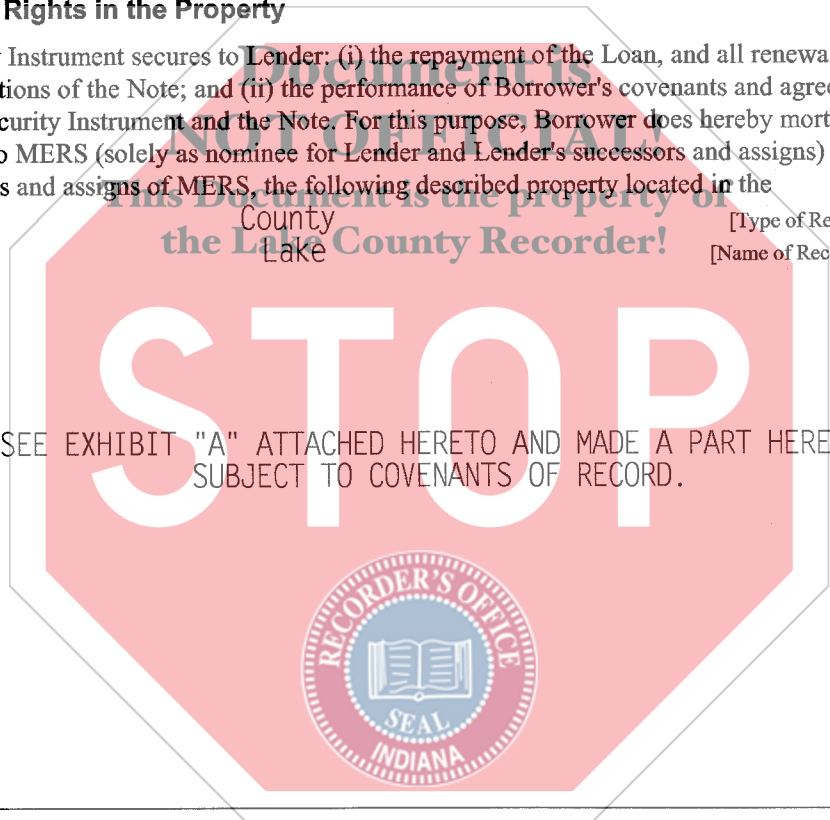 Rights in the Property
Instrument secures to Lender: (i) the repayment of the Loan, and all renewa
tions of the Note; and (ii) the performance of Borrower's covenants and agree
curity Instrument and the Note. For this purpose, Borrower does hereby mort
o MERS (solely as nominee for Lender and Lender's successors and assigns)
s and assigns of MERS, the following described property located in the
County [Type of Re
Lake [Name of Rec
Document is
NOT OFFICIAL!
This Document is the property of
the Lake County Recorder!
STOP
SEE EXHIBIT "A" ATTACHED HERETO AND MADE A PART HERE
SUBJECT TO COVENANTS OF RECORD.
RECORDER'S OFFICE
SEAL
INDIANA